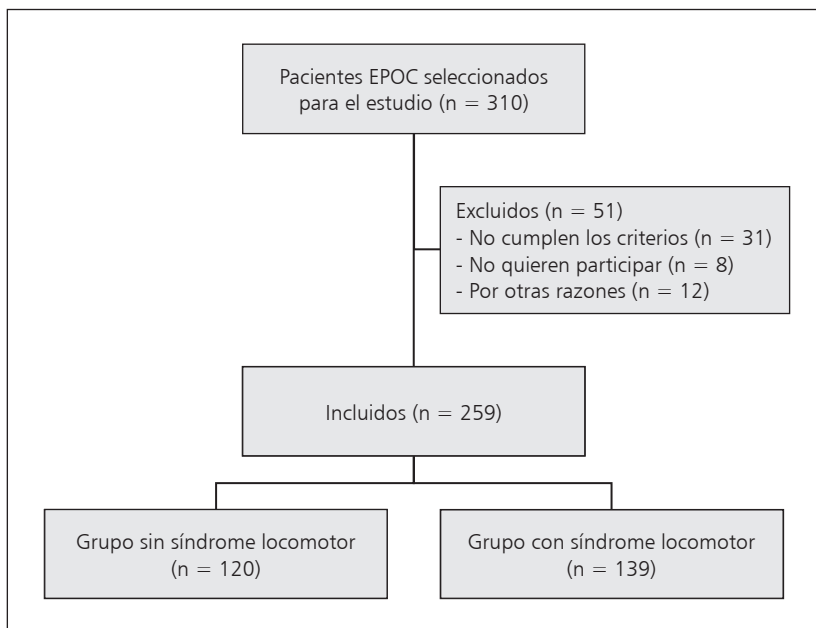 Pacientes EPOC seleccionados
para el estudio (n = 310)
Excluidos (n = 51)
- No cumplen los criterios (n = 31)
- No quieren participar (n = 8)
- Por otras razones (n = 12)
Incluidos (n = 259)
Grupo sin síndrome locomotor
(n = 120)
Grupo con síndrome locomotor
(n = 139)